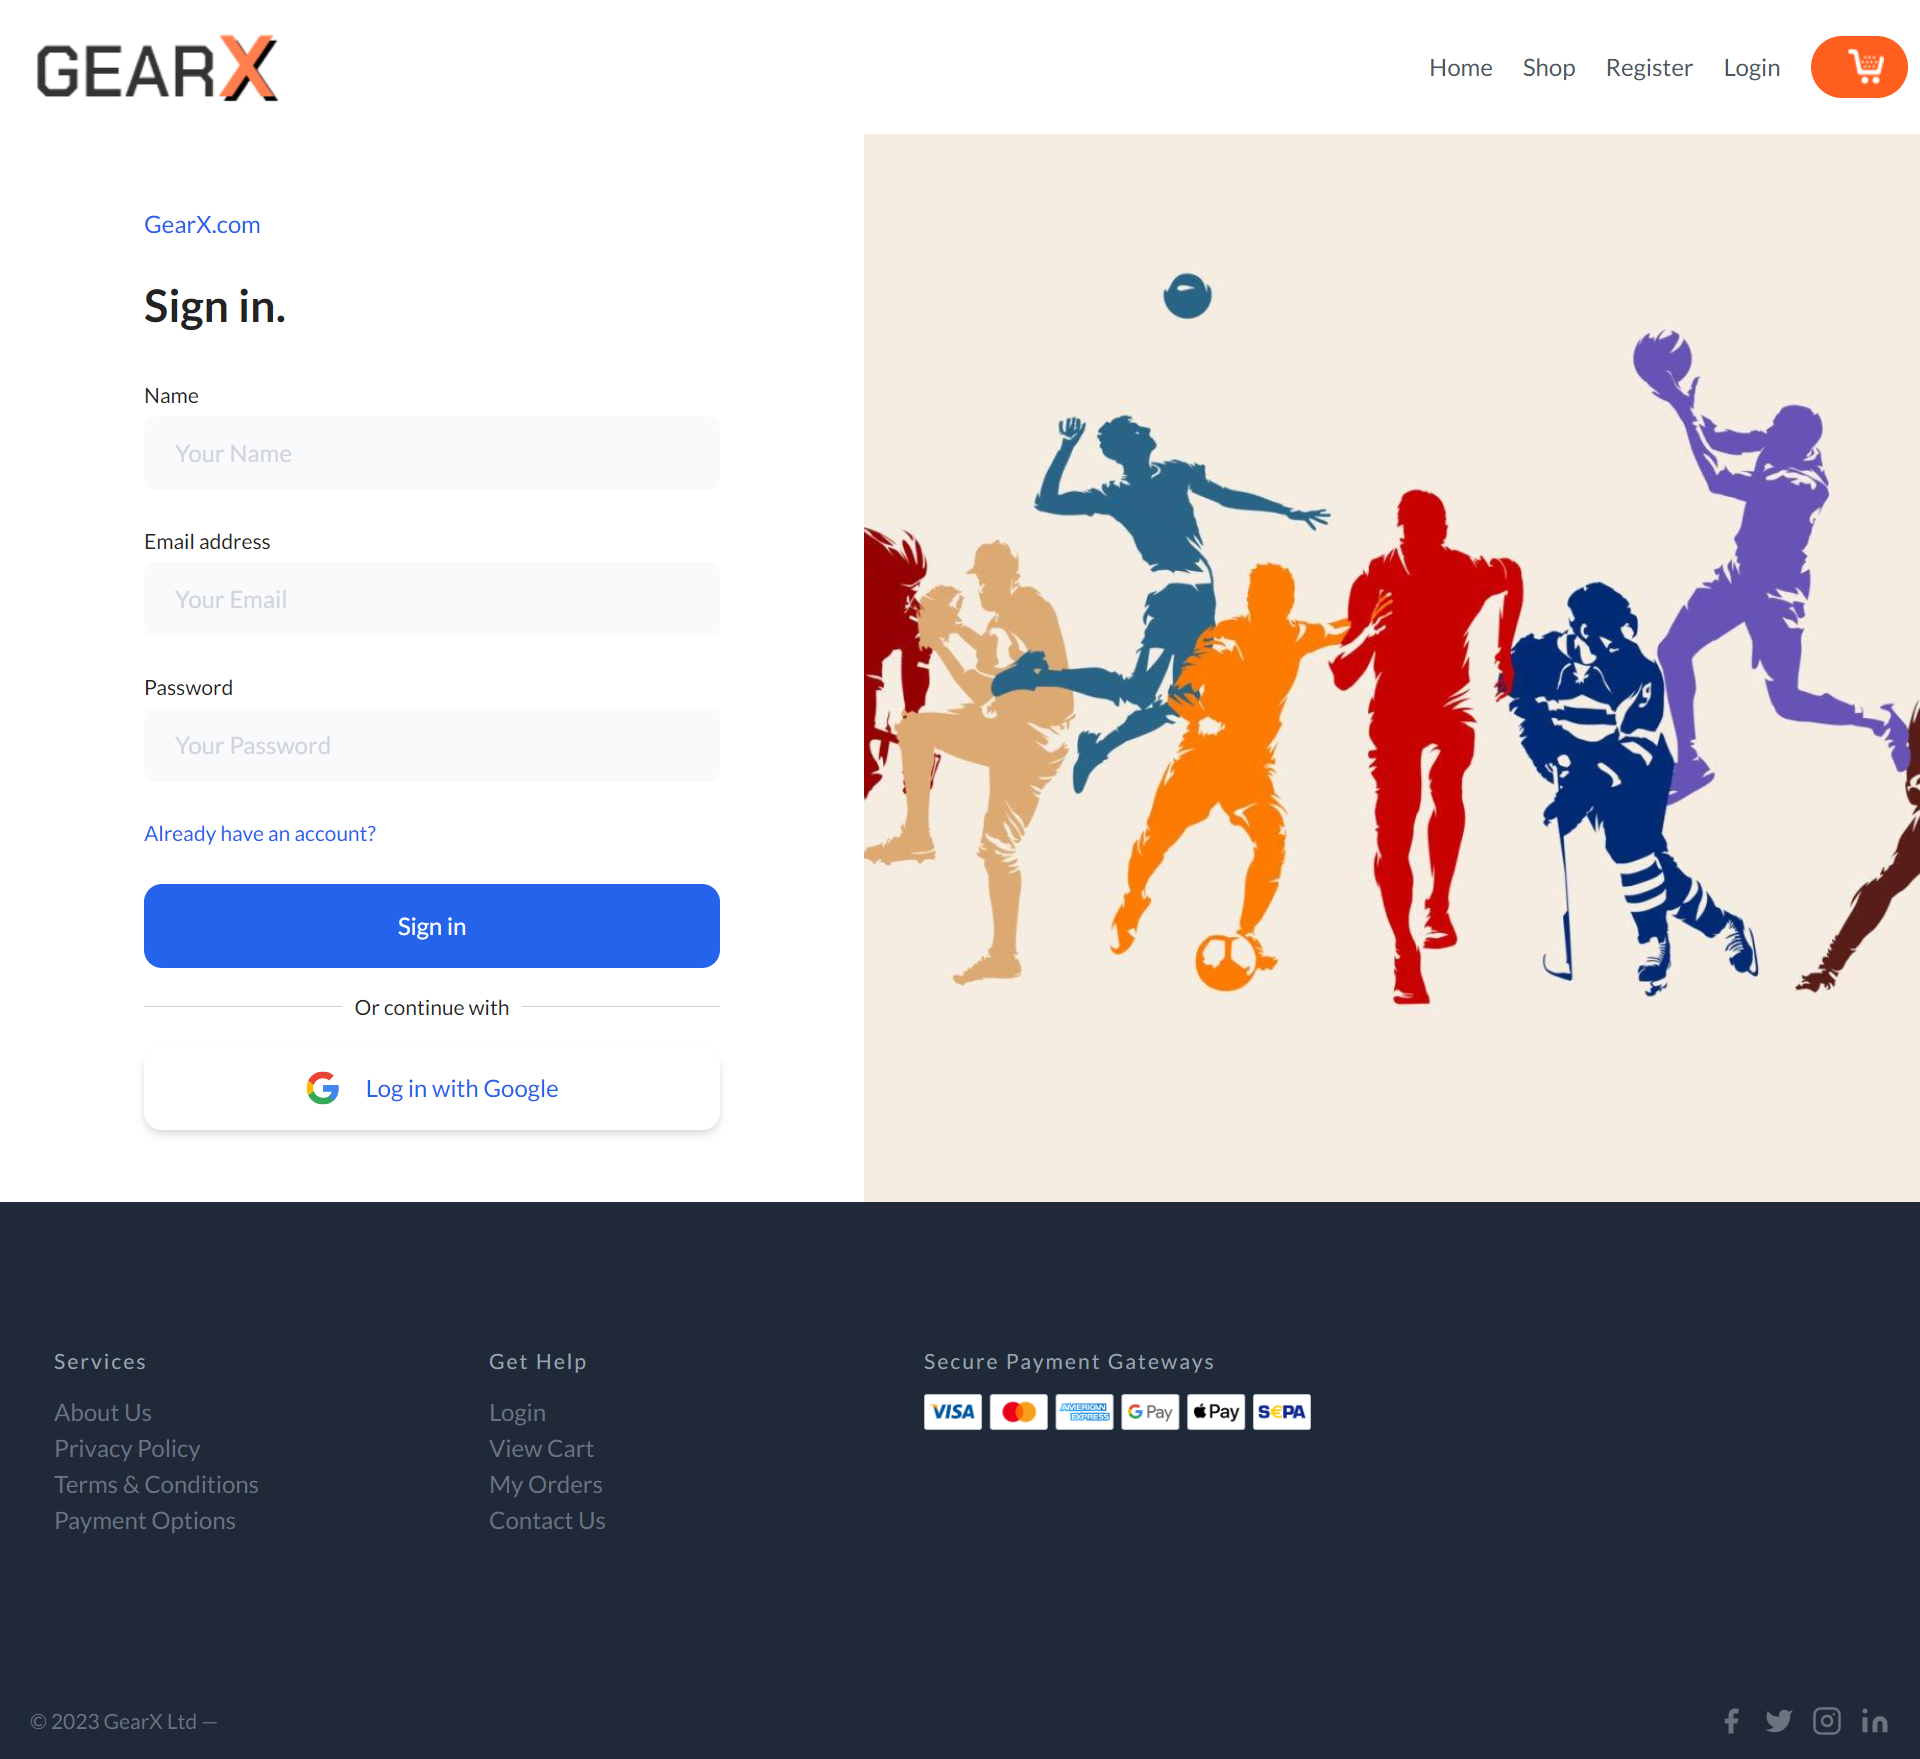 GEARX
Home Shop Register Login
GearX.com
Sign in.
Name
Your Name
Email address
Your Email
Password
Your Password
Already have an account?
Sign in
Or continue with
Log in with Google
9
Services
About Us
Privacy Policy
Terms & Conditions
Payment Options
Get Help
Login
View Cart
My Orders
Contact Us
Secure Payment Gateways
VISA AMERICAN EXPRESS G Pay Pay S€PA
© 2023 GearX Ltd —